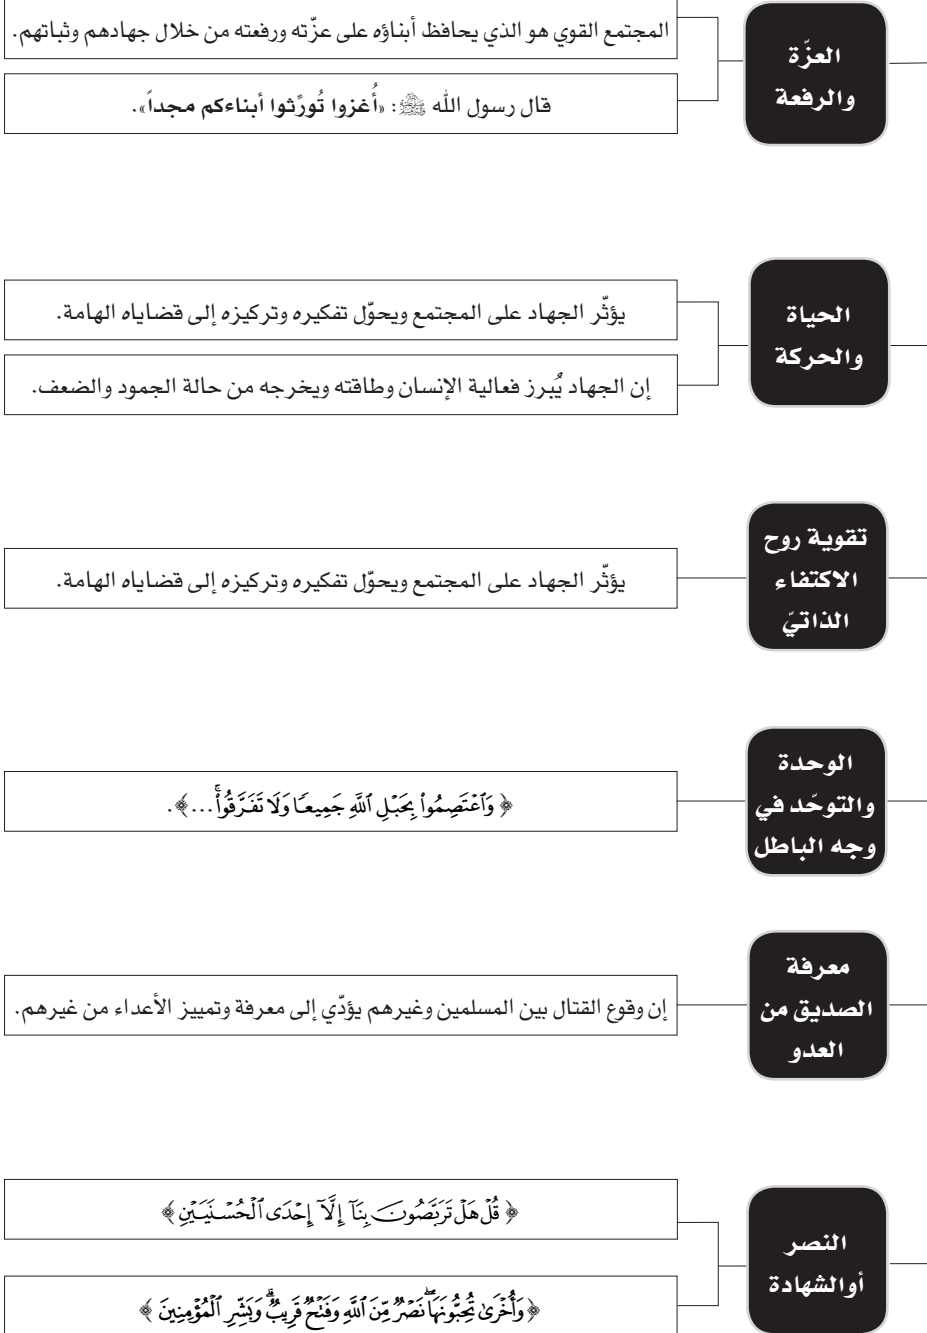 العزّة
والرفعة
المجتمع القوي هو الذي يحافظ أبناؤه على عزّته ورفعته من خلال جهادهم وثباتهم.
قال رسول الله ﷺ: «أُغزوا تُورِّثوا أبناءكم مجداً».
الحياة
والحركة
يؤثّر الجهاد على المجتمع ويحوّل تفكيره وتركيزه إلى قضاياه الهامة.
إن الجهاد يُبرز فعالية الإنسان وطاقته ويخرجه من حالة الجمود والضعف.
تقوية روح
الاكتفاء
الذاتيّ
يؤثّر الجهاد على المجتمع ويحوّل تفكيره وتركيزه إلى قضاياه الهامة.
الوحدة
والتوحّد في
وجه الباطل
﴿ وَٱعۡتَصِمُواْ بِحَبۡلِ ٱللَّهِ جَمِيعٗا وَلَا تَفَرَّقُواْۚ...﴾.
معرفة
الصديق من
العدو
إن وقوع القتال بين المسلمين وغيرهم يؤدّي إلى معرفة وتمييز الأعداء من غيرهم.
النصر
أوالشهادة
﴿ قُلۡ هَلۡ تَرَبَّصُونَ بِنَآ إِلَّآ إِحۡدَى ٱلۡحُسۡنَيَيۡنِ ﴾
﴿ وَأُخۡرَىٰ تُحِبُّونَهَاۖ نَصۡرٞ مِّنَ ٱللَّهِ وَفَتۡحٞ قَرِيبٞۗ وَبَشِّرِ ٱلۡمُؤۡمِنِينَ ﴾